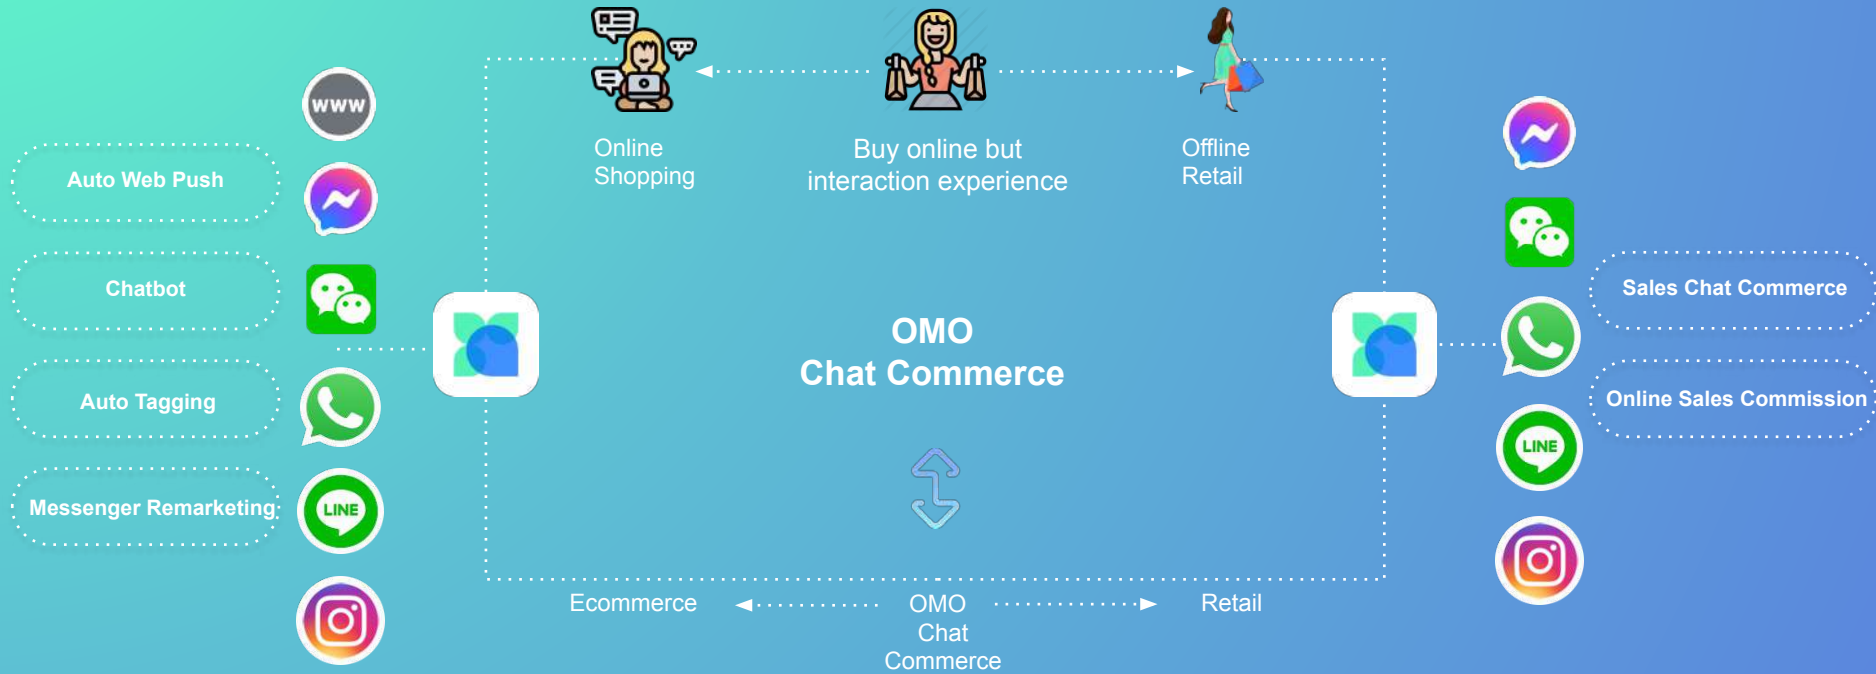 www
Auto Web Push
Chatbot
Auto Tagging
Messenger Remarketing
LINE
Online
Shopping
Buy online but
interaction experience
Offline
Retail
OMO
Chat Commerce
Ecommerce
OMO
Chat
Commerce
Retail
Sales Chat Commerce
Online Sales Commission
LINE